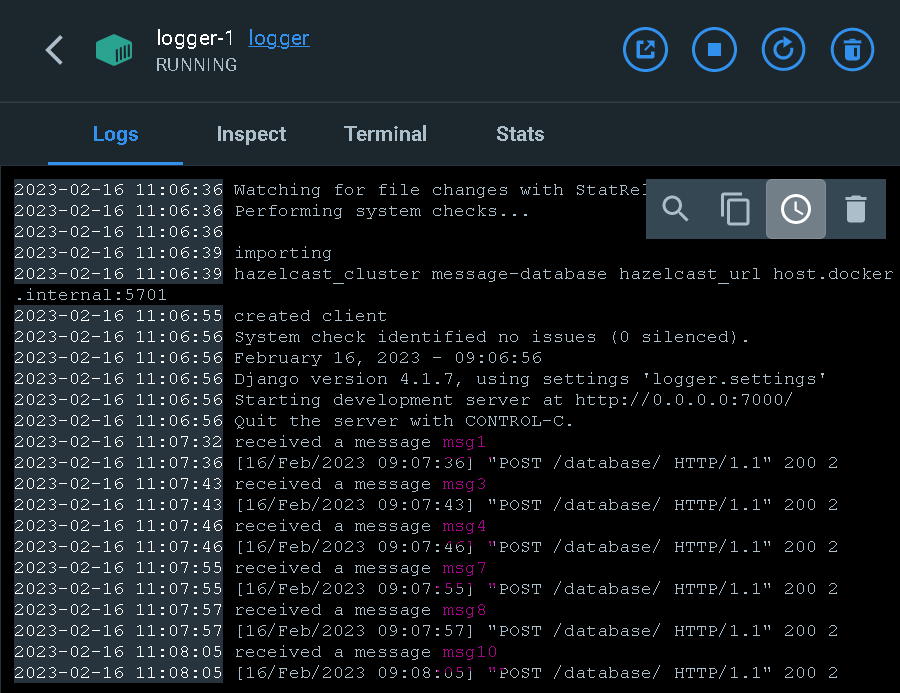 logger-1 logger
RUNNING
Logs Inspect Terminal Stats
2023-02-16 11:06:36 Watching for file changes with StatRel
2023-02-16 11:06:36 Performing system checks...
2023-02-16 11:06:36
2023-02-16 11:06:39 importing
2023-02-16 11:06:39 hazelcast_cluster message-database hazelcast_url host.docker
.internal:5701
2023-02-16 11:06:55 created client
2023-02-16 11:06:56 System check identified no issues (0 silenced).
2023-02-16 11:06:56 February 16, 2023 - 09:06:56
2023-02-16 11:06:56 Django version 4.1.7, using settings 'logger.settings'
2023-02-16 11:06:56 Starting development server at http://0.0.0.0:7000/
2023-02-16 11:06:56 Quit the server with CONTROL-C.
2023-02-16 11:07:32 received a message msg1
2023-02-16 11:07:36 [16/Feb/2023 09:07:36] "POST /database/ HTTP/1.1" 200 2
2023-02-16 11:07:43 received a message msg3
2023-02-16 11:07:43 [16/Feb/2023 09:07:43] "POST /database/ HTTP/1.1" 200 2
2023-02-16 11:07:46 received a message msg4
2023-02-16 11:07:46 [16/Feb/2023 09:07:46] "POST /database/ HTTP/1.1" 200 2
2023-02-16 11:07:55 received a message msg7
2023-02-16 11:07:55 [16/Feb/2023 09:07:55] "POST /database/ HTTP/1.1" 200 2
2023-02-16 11:07:57 received a message msg8
2023-02-16 11:07:57 [16/Feb/2023 09:07:57] "POST /database/ HTTP/1.1" 200 2
2023-02-16 11:08:05 received a message msg10
2023-02-16 11:08:05 [16/Feb/2023 09:08:05] "POST /database/ HTTP/1.1" 200 2